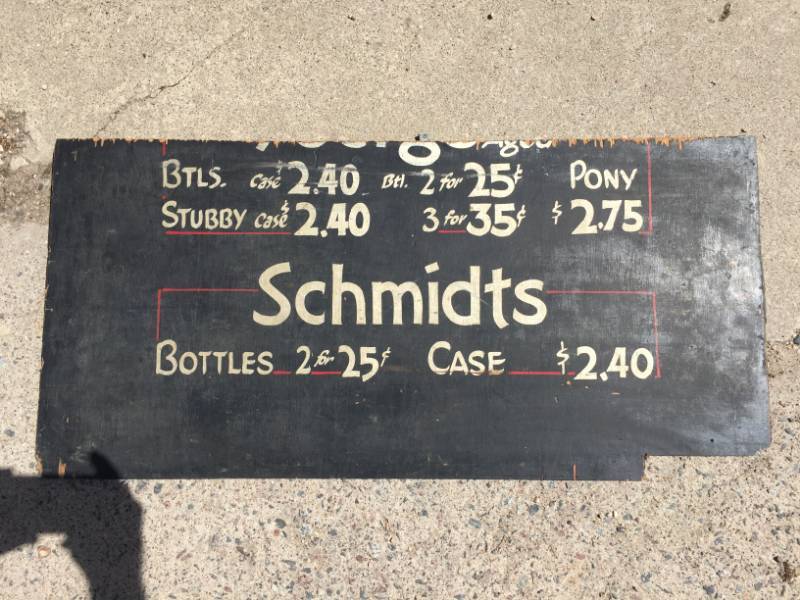 Aged
BTLS. Case $2.40 Btl. 2 for 25¢ PONY
STUBBY Case $2.40 3 for 35¢ $2.75
Schmidts
BOTTLES 2 for 25¢ CASE $2.40